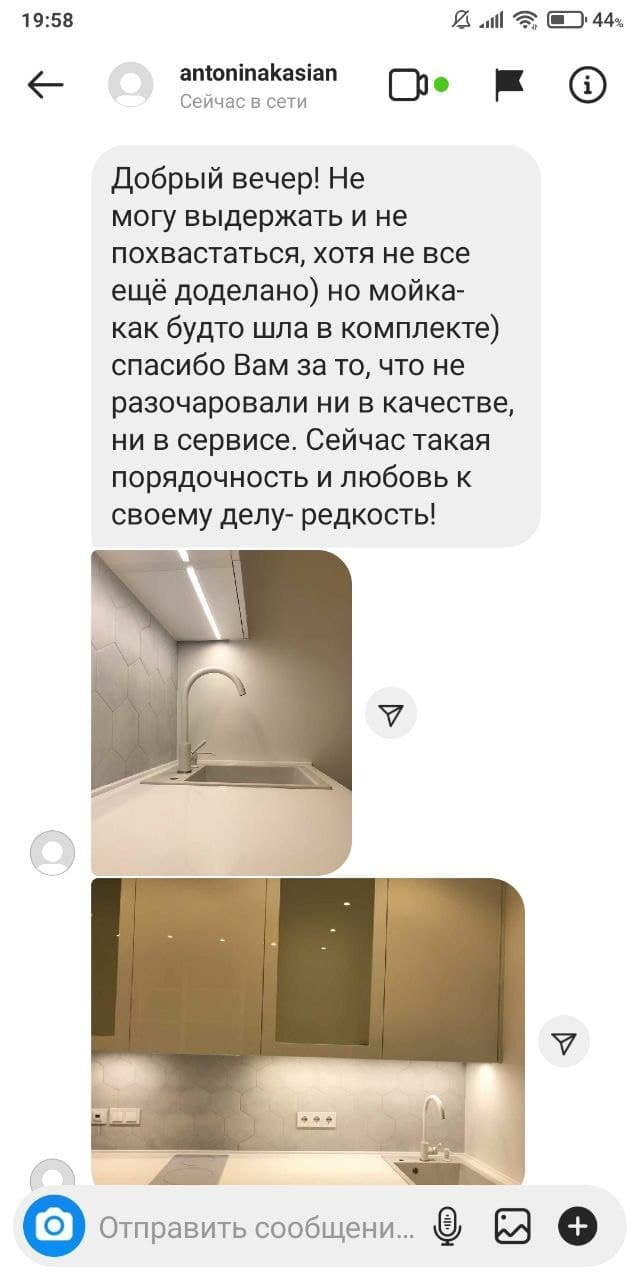 19:58
44%
antoninakasian
Сейчас в сети
Добрый вечер! Не
могу выдержать и не
похвастаться, хотя не все
ещё доделано) но мойка-
как будто шла в комплекте)
спасибо Вам за то, что не
разочаровали ни в качестве,
ни в сервисе. Сейчас такая
порядочность и любовь к
своему делу- редкость!
Отправить сообщени...